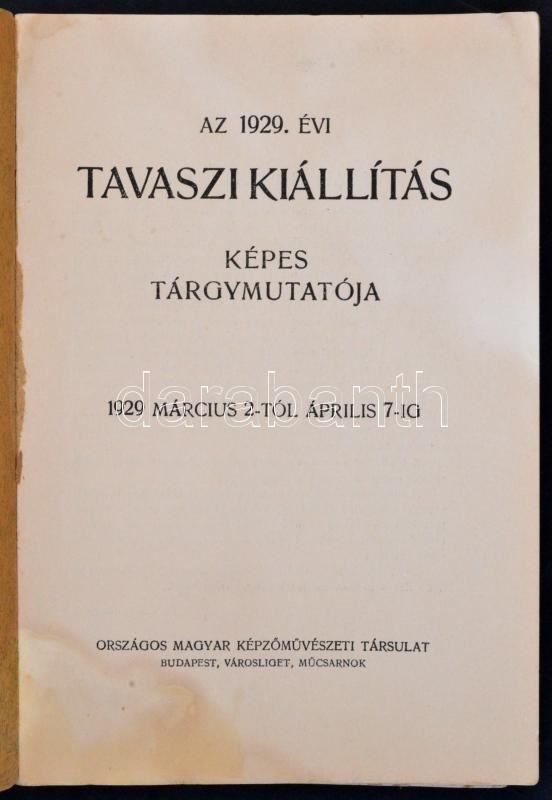 AZ 1929. ÉVI
TAVASZI KIÁLLÍTÁS
KÉPES
TÁRGYMUTATÓJA
darabanth
1929 MÁRCIUS 2-TÓL ÁPRILIS 7-IG
ORSZÁGOS MAGYAR KÉPZŐMŰVÉSZETI TÁRSULAT
BUDAPEST, VÁROSLIGET, MŰCSARNOK